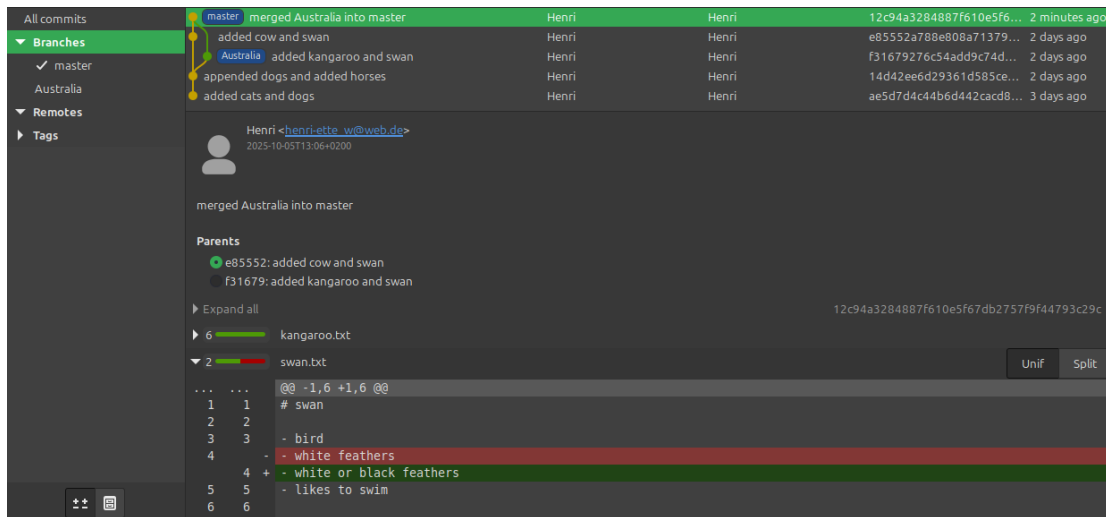 All commits
Branches
master
Australia
Remotes
Tags
master merged Australia into master Henri Henri 12c94a3284887f610e5f6... 2 minutes ago
added cow and swan Henri Henri e85552a788e808a71379... 2 days ago
Australia added kangaroo and swan Henri Henri f31679276c54add9c74d... 2 days ago
appended dogs and added horses Henri Henri 14d42ee6d29361d585ce... 2 days ago
added cats and dogs Henri Henri ae5d7d4c44b6d442cacd8... 3 days ago
Henri <henri-ette_w@web.de>
2025-10-05T13:06+0200
merged Australia into master
Parents
e85552: added cow and swan
f31679: added kangaroo and swan
Expand all 12c94a3284887f610e5f67db2757f9f44793c29c
6 kangaroo.txt
2 swan.txt Unif Split
... ... @@ -1,6 +1,6 @@
1 1 # swan
2 2
3 3 - bird
4 - - white feathers
4 + - white or black feathers
5 5 - likes to swim
6 6